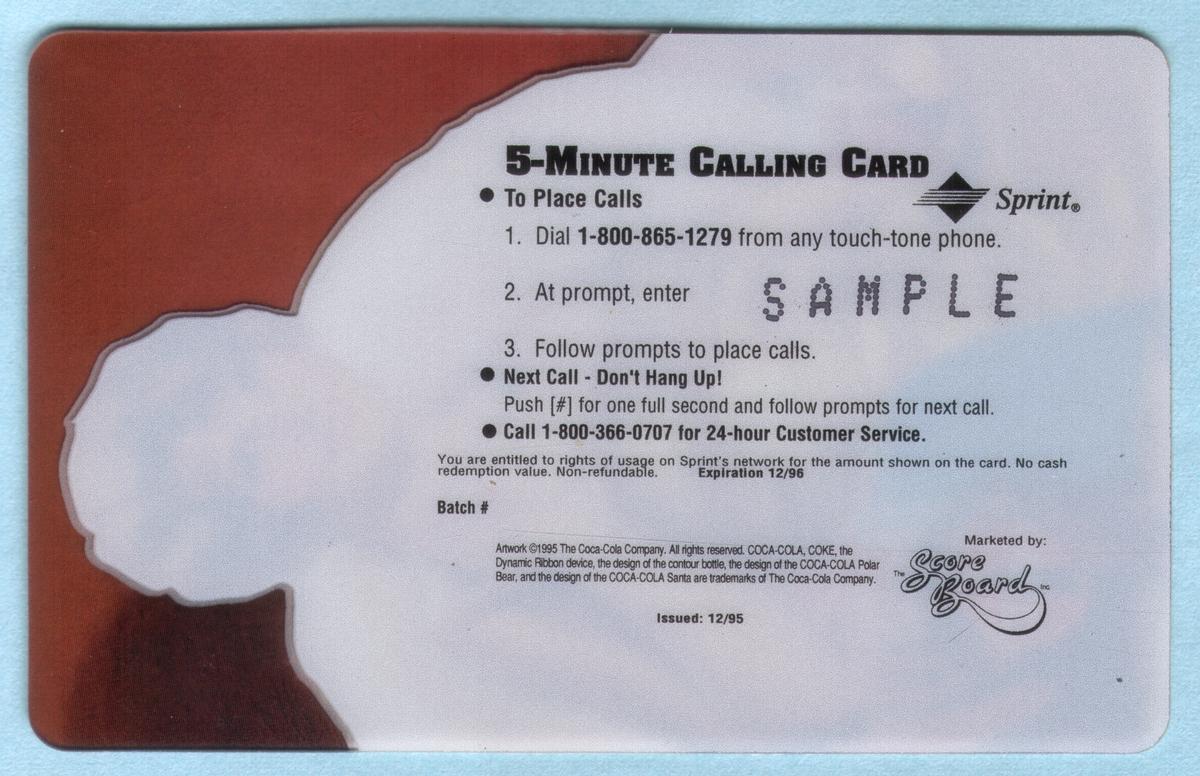 5-MINUTE CALLING CARD
● To Place Calls
Sprint®
1. Dial 1-800-865-1279 from any touch-tone phone.
2. At prompt, enter SAMPLE
3. Follow prompts to place calls.
● Next Call - Don't Hang Up!
Push [#] for one full second and follow prompts for next call.
● Call 1-800-366-0707 for 24-hour Customer Service.
You are entitled to rights of usage on Sprint's network for the amount shown on the card. No cash
redemption value. Non-refundable. Expiration 12/96
Batch #
Artwork ©1995 The Coca-Cola Company. All rights reserved. COCA-COLA, COKE, the
Dynamic Ribbon device, the design of the contour bottle, the design of the COCA-COLA Polar
Bear, and the design of the COCA-COLA Santa are trademarks of The Coca-Cola Company.
Marketed by:
The Score
Board Inc.
Issued: 12/95